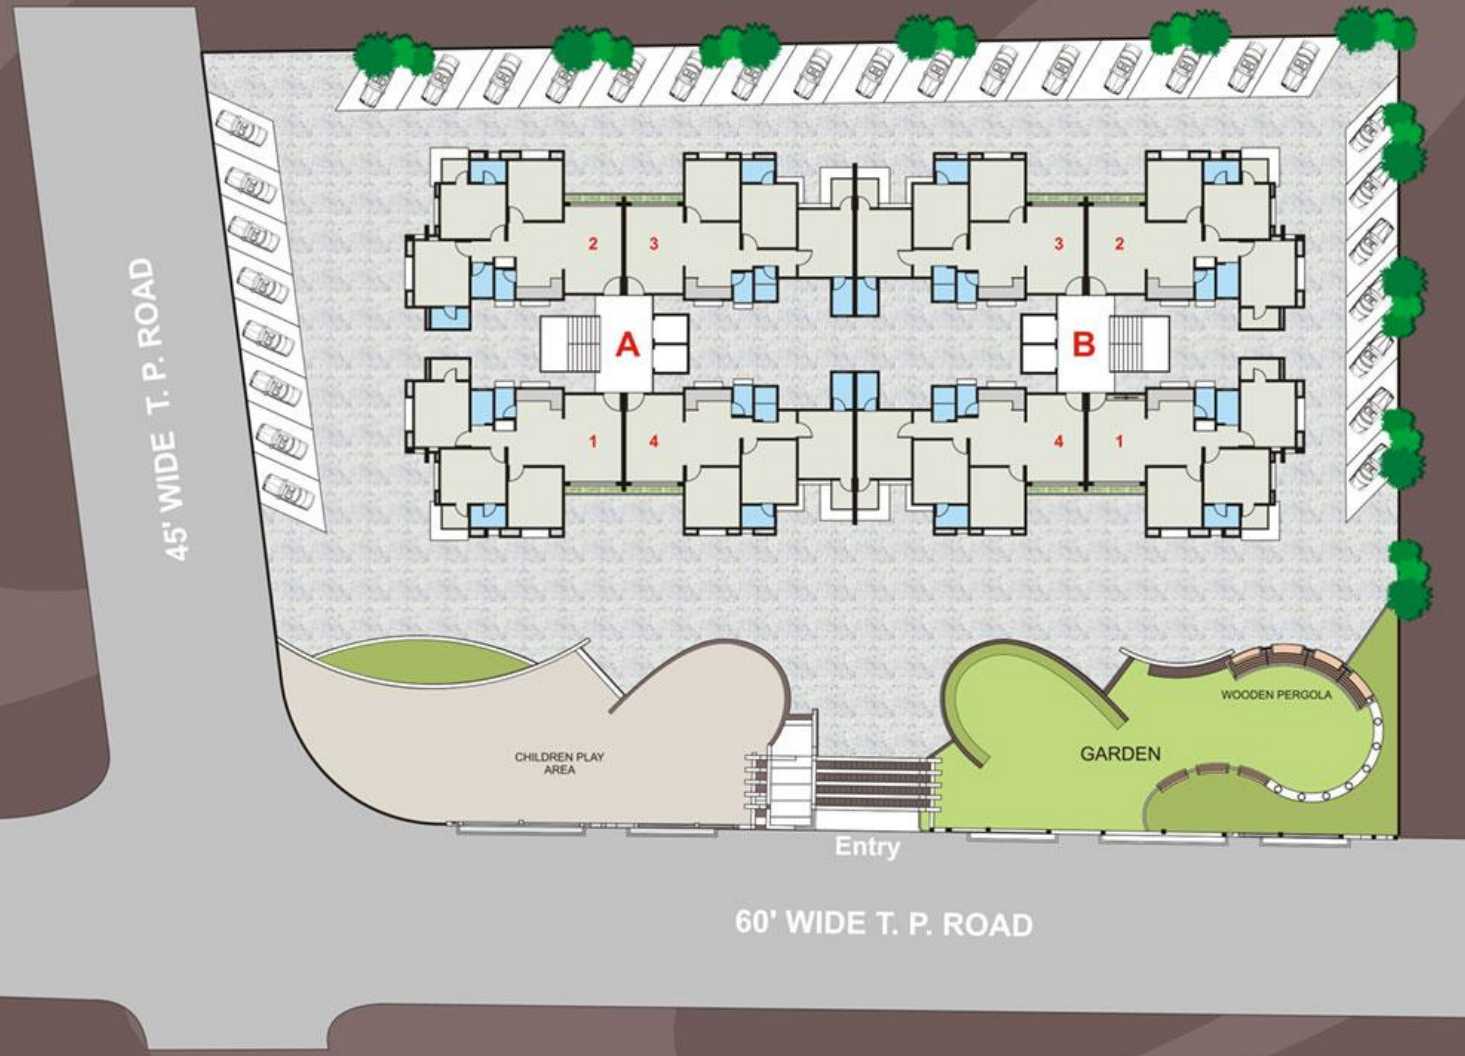 2
3
3
2
A
B
1
4
4
1
45' WIDE T. P. ROAD
WOODEN PERGOLA
CHILDREN PLAY
AREA
GARDEN
Entry
60' WIDE T. P. ROAD